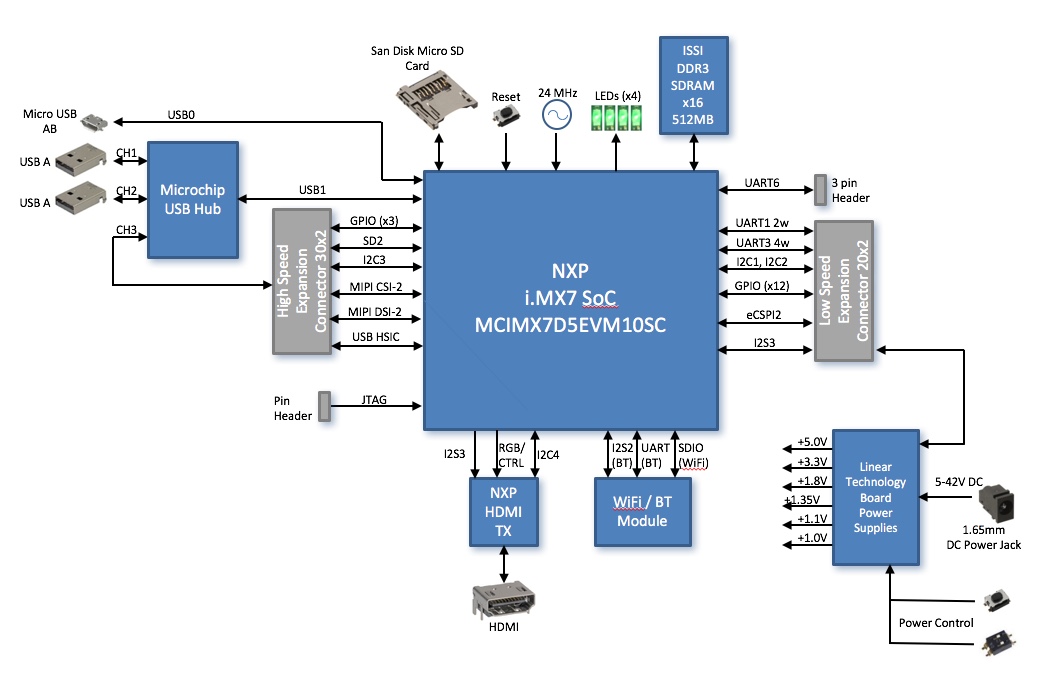 San Disk Micro SD
Card
ISSI
DDR3
SDRAM
x16
512MB
Reset
24 MHz
LEDs (x4)
Micro USB
AB
USB0
USB A
CH1
USB A
CH2
CH3
Microchip
USB Hub
USB1
High Speed
Expansion
Connector 30x2
GPIO (x3)
SD2
I2C3
MIPI CSI-2
MIPI DSI-2
USB HSIC
NXP
i.MX7 SoC
MCIMX7D5EVM10SC
UART6
3 pin
Header
UART1 2w
UART3 4w
I2C1, I2C2
GPIO (x12)
eCSPI2
I2S3
Low Speed
Expansion
Connector 20x2
Pin
Header
JTAG
I2S3
RGB/
CTRL
I2C4
I2S2
(BT)
UART
(BT)
SDIO
(WiFi)
NXP
HDMI
TX
WiFi / BT
Module
HDMI
+5.0V
+3.3V
+1.8V
+1.35V
+1.1V
+1.0V
Linear
Technology
Board
Power
Supplies
5-42V DC
1.65mm
DC Power Jack
Power Control